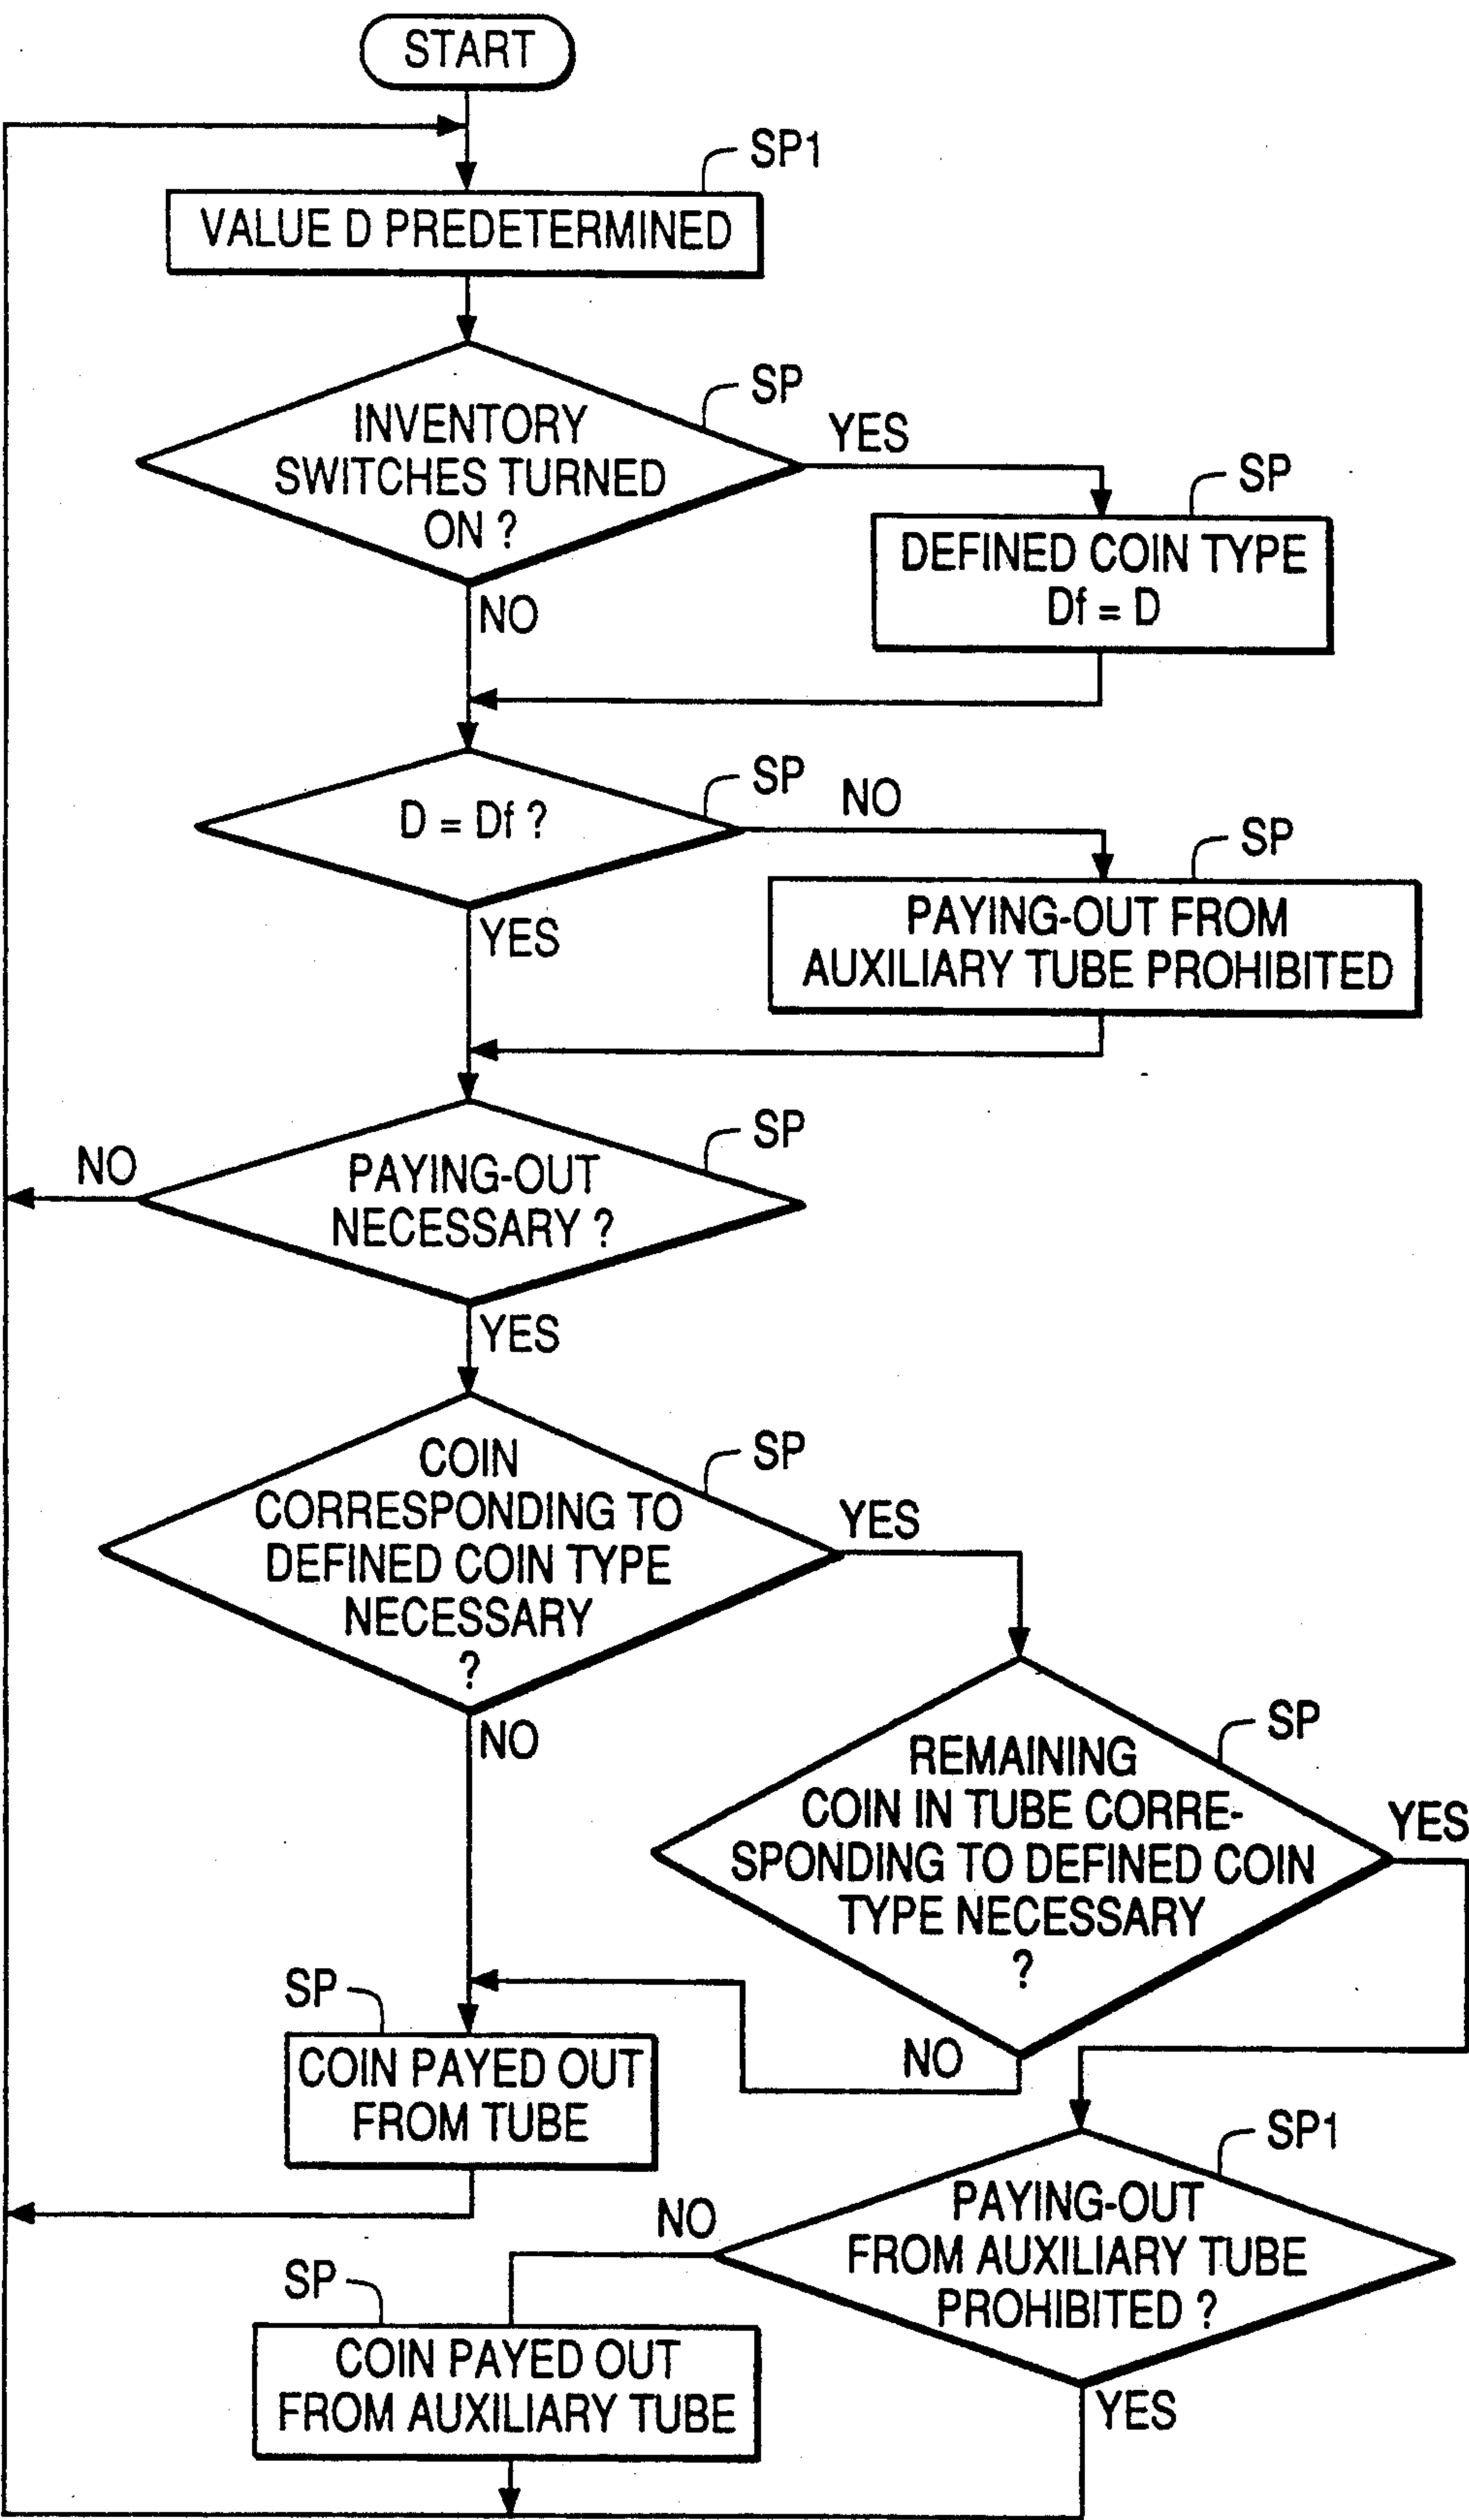 START
SP1
VALUE D PREDETERMINED
SP
INVENTORY
SWITCHES TURNED
ON ?
YES
SP
DEFINED COIN TYPE
Df = D
NO
SP
D = Df ?
NO
SP
PAYING-OUT FROM
AUXILIARY TUBE PROHIBITED
YES
SP
NO
PAYING-OUT
NECESSARY ?
YES
SP
COIN
CORRESPONDING TO
DEFINED COIN TYPE
NECESSARY
?
YES
NO
SP
REMAINING
COIN IN TUBE CORRE-
SPONDING TO DEFINED COIN
TYPE NECESSARY
?
YES
NO
SP
COIN PAYED OUT
FROM TUBE
SP1
PAYING-OUT
FROM AUXILIARY TUBE
PROHIBITED ?
NO
SP
COIN PAYED OUT
FROM AUXILIARY TUBE
YES